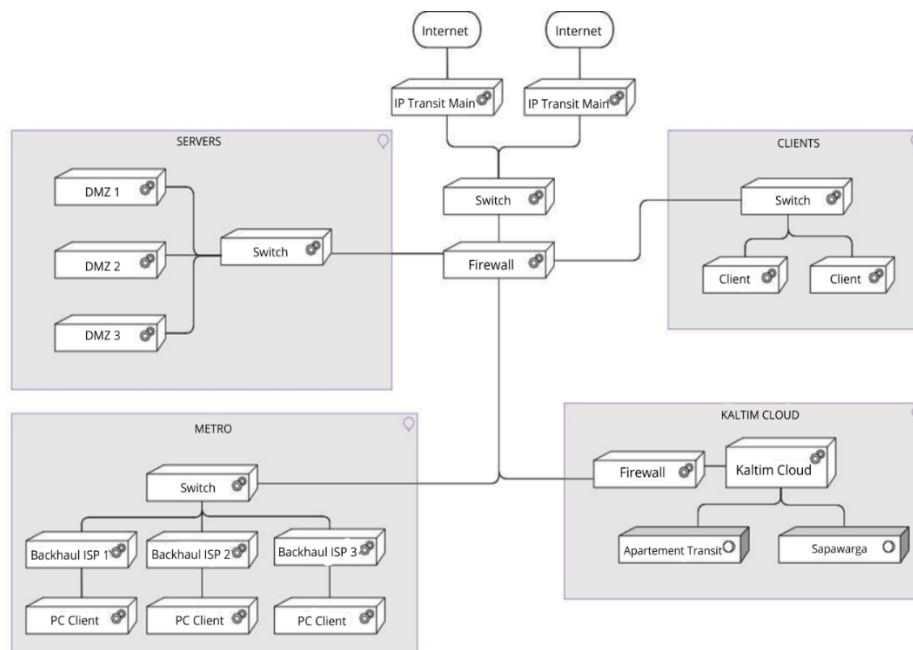 Internet
Internet
IP Transit Main
IP Transit Main
SERVERS
CLIENTS
DMZ 1
Switch
Switch
DMZ 2
Switch
Firewall
Client
Client
DMZ 3
METRO
KALTIM CLOUD
Switch
Firewall
Kaltim Cloud
Backhaul ISP 1
Backhaul ISP 2
Backhaul ISP 3
Apartement Transit
Sapawarga
PC Client
PC Client
PC Client